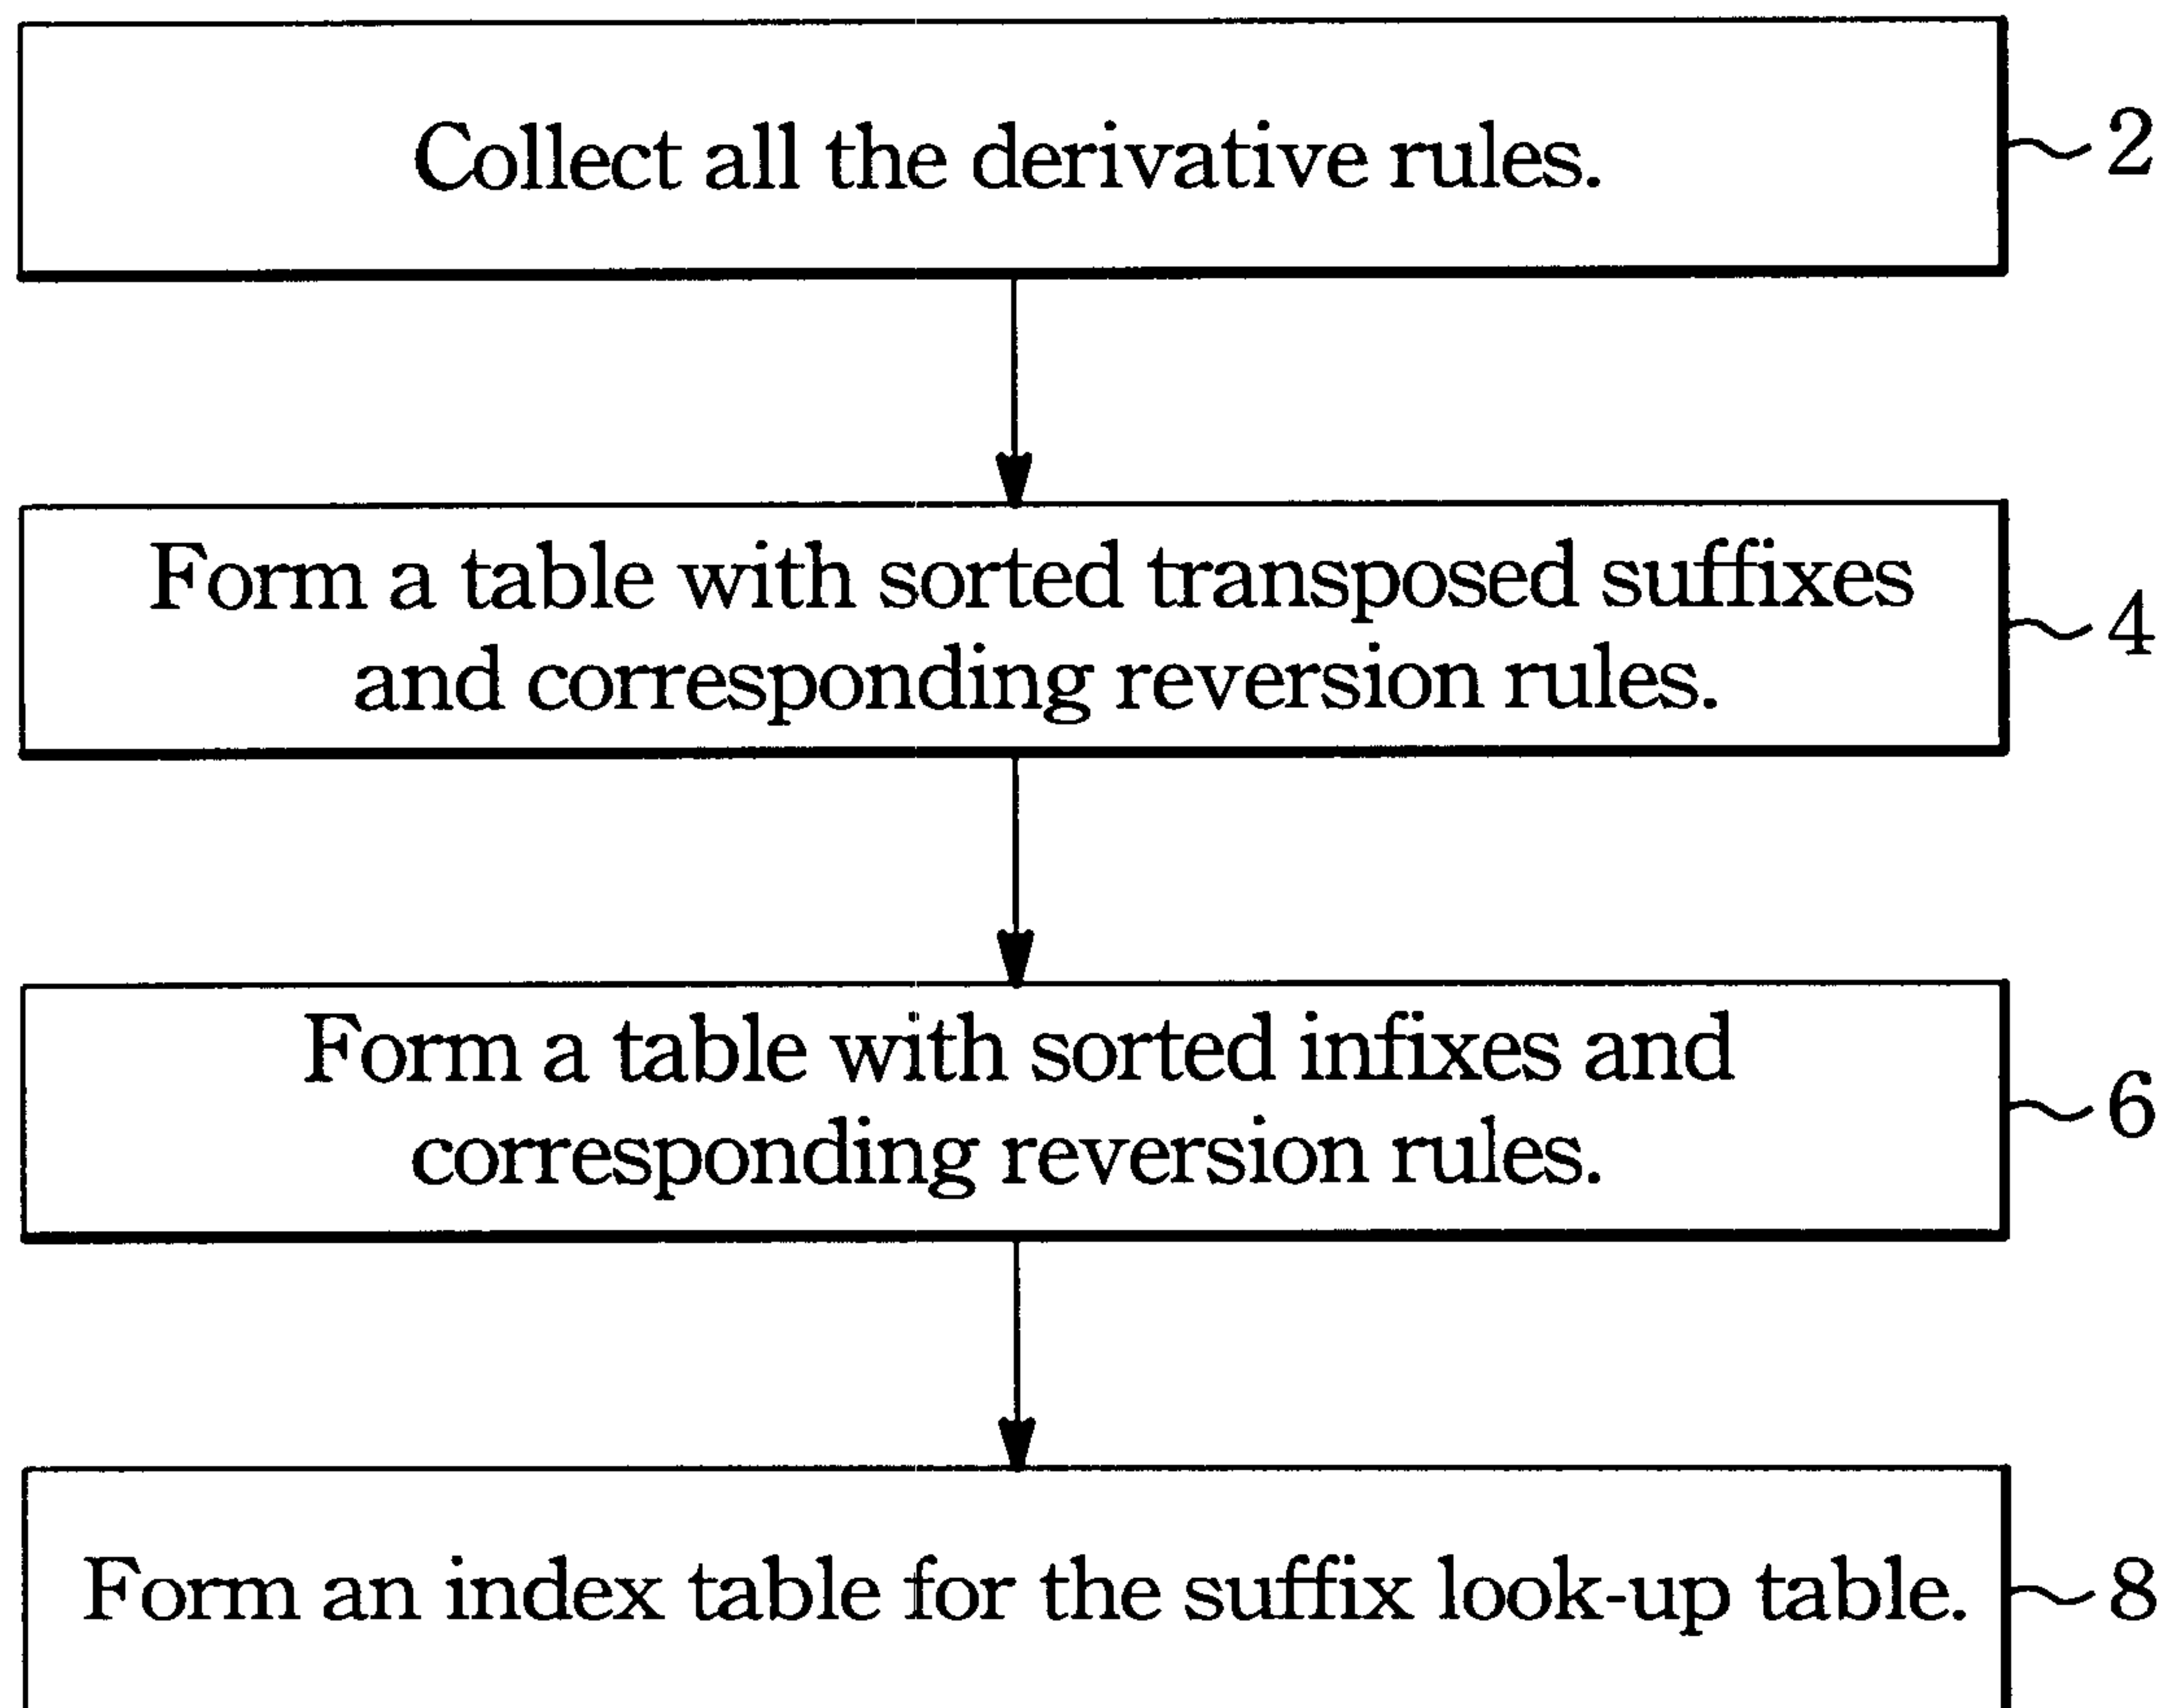 Collect all the derivative rules.
2
Form a table with sorted transposed suffixes
and corresponding reversion rules.
4
Form a table with sorted infixes and
corresponding reversion rules.
6
Form an index table for the suffix look-up table.
8